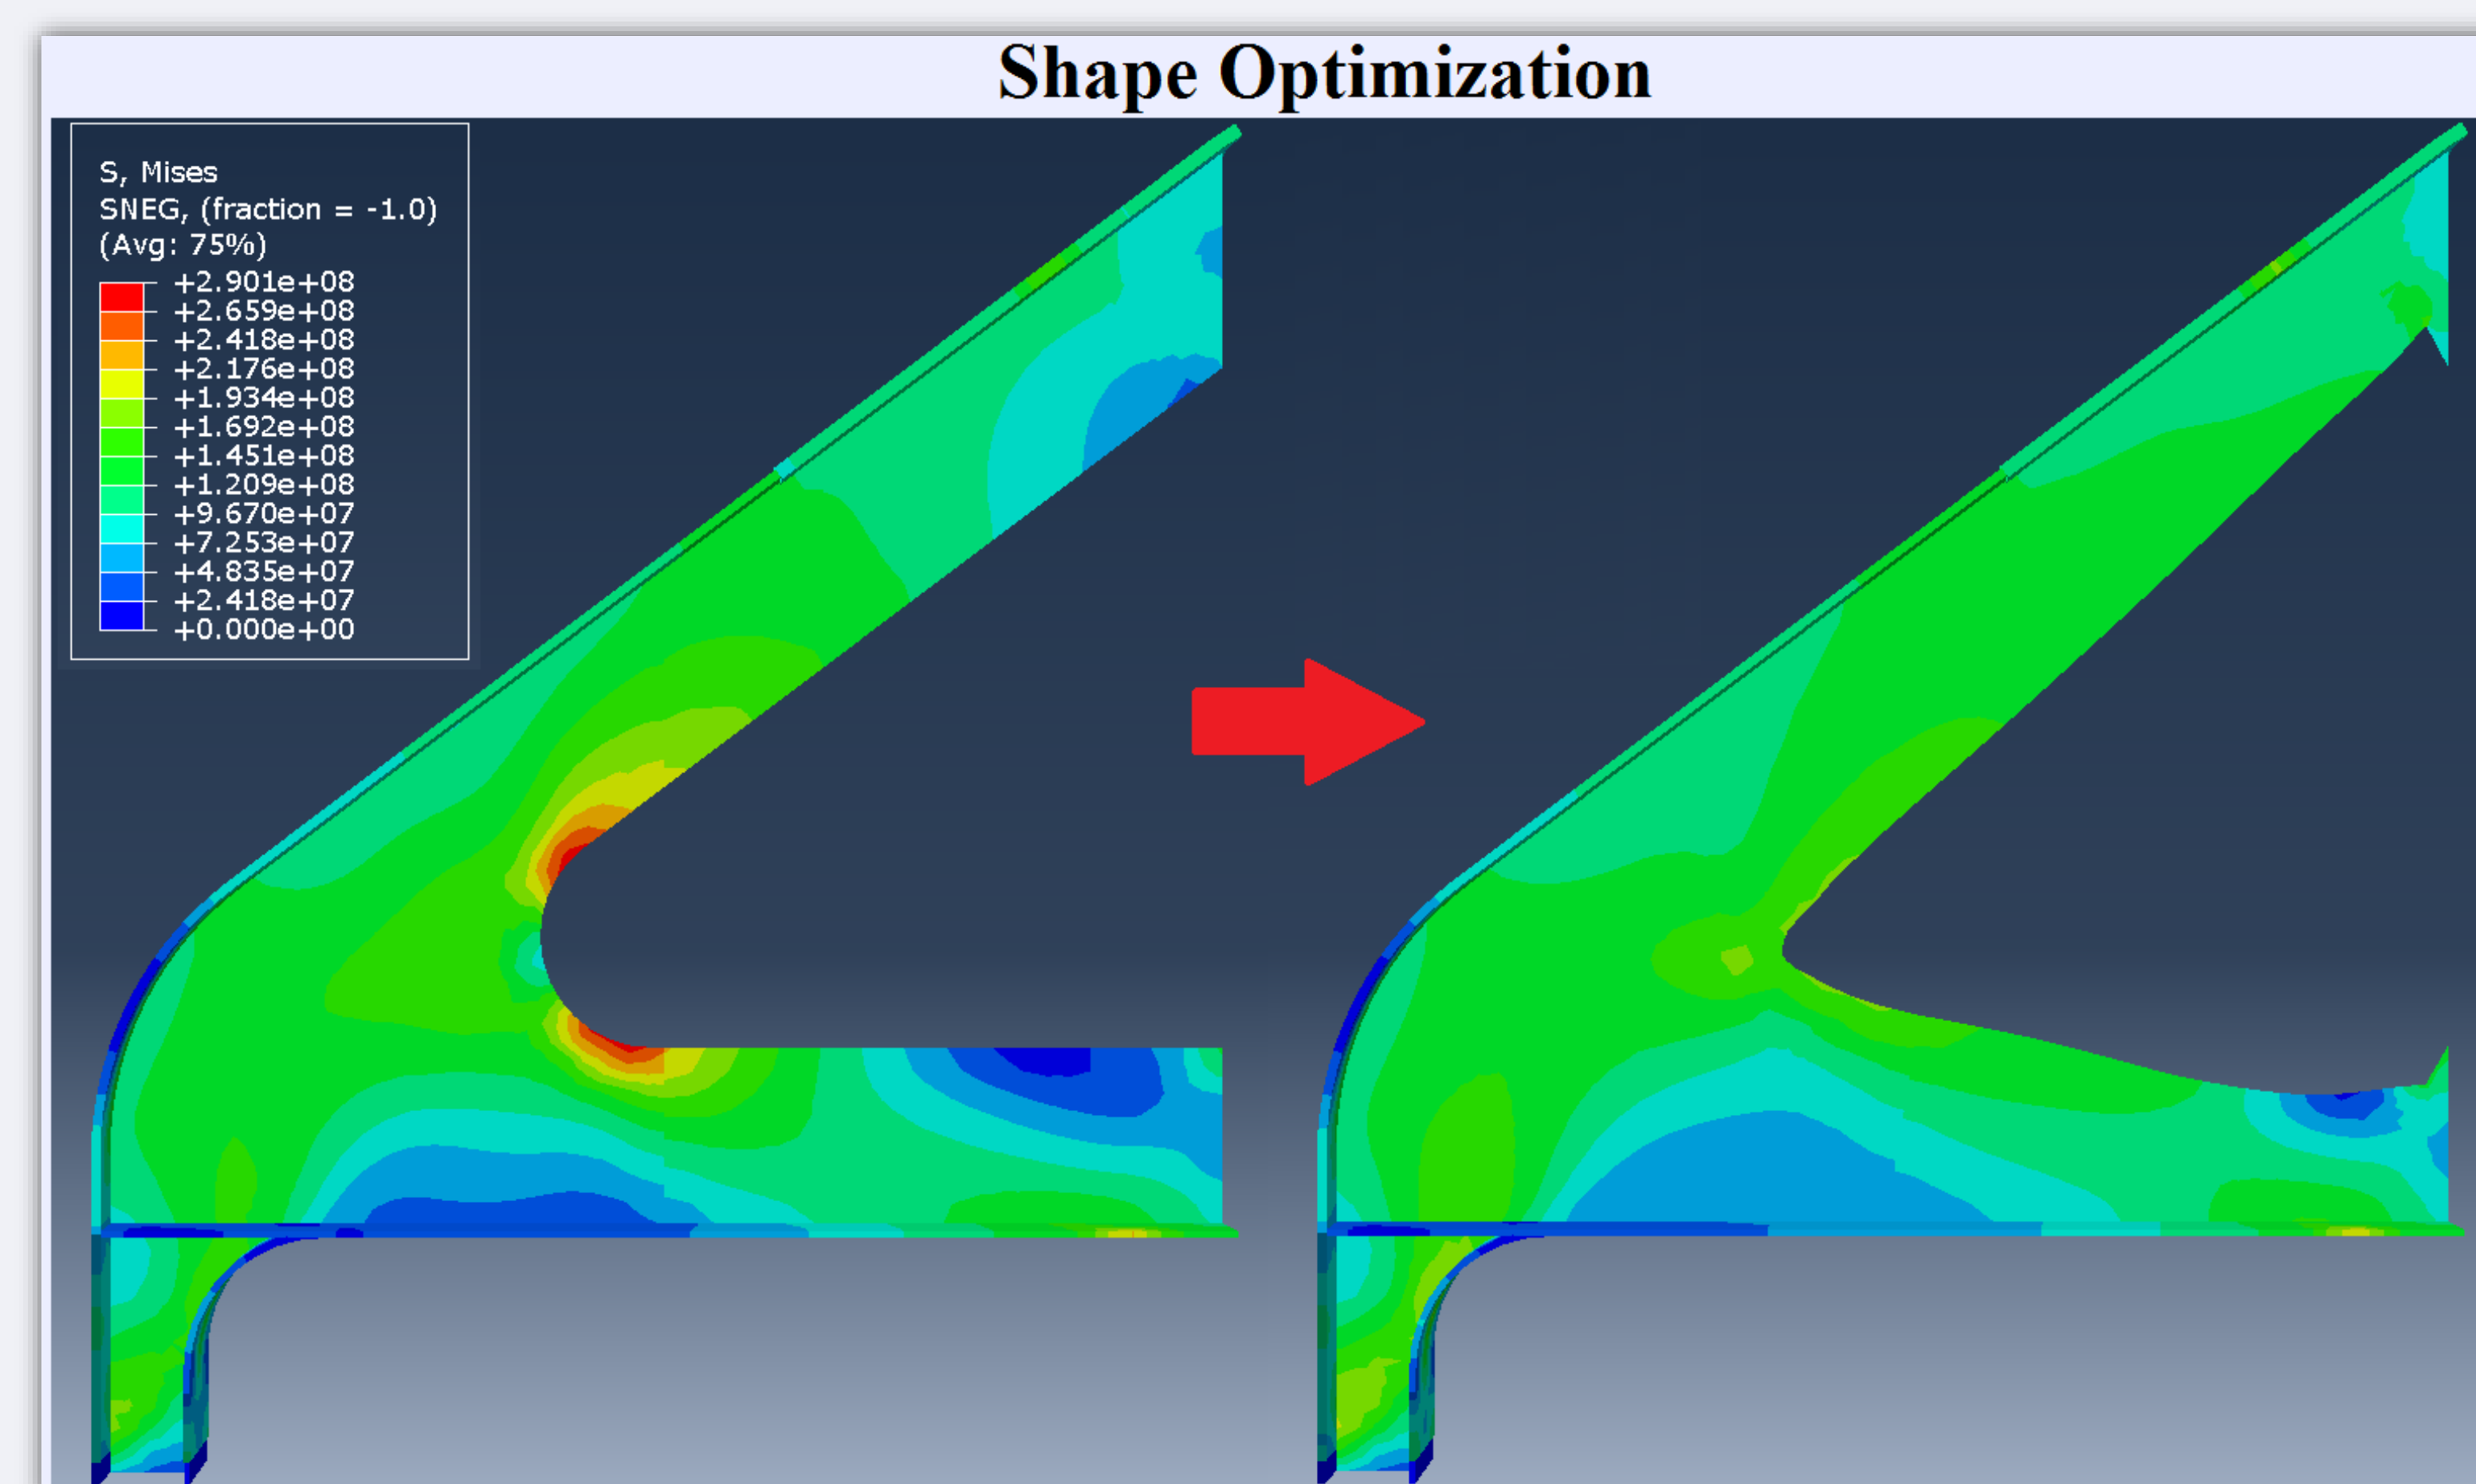 Shape Optimization
S, Mises
SNEG, (fraction = -1.0)
(Avg: 75%)
+2.901e+08
+2.659e+08
+2.418e+08
+2.176e+08
+1.934e+08
+1.692e+08
+1.451e+08
+1.209e+08
+9.670e+07
+7.253e+07
+4.835e+07
+2.418e+07
+0.000e+00